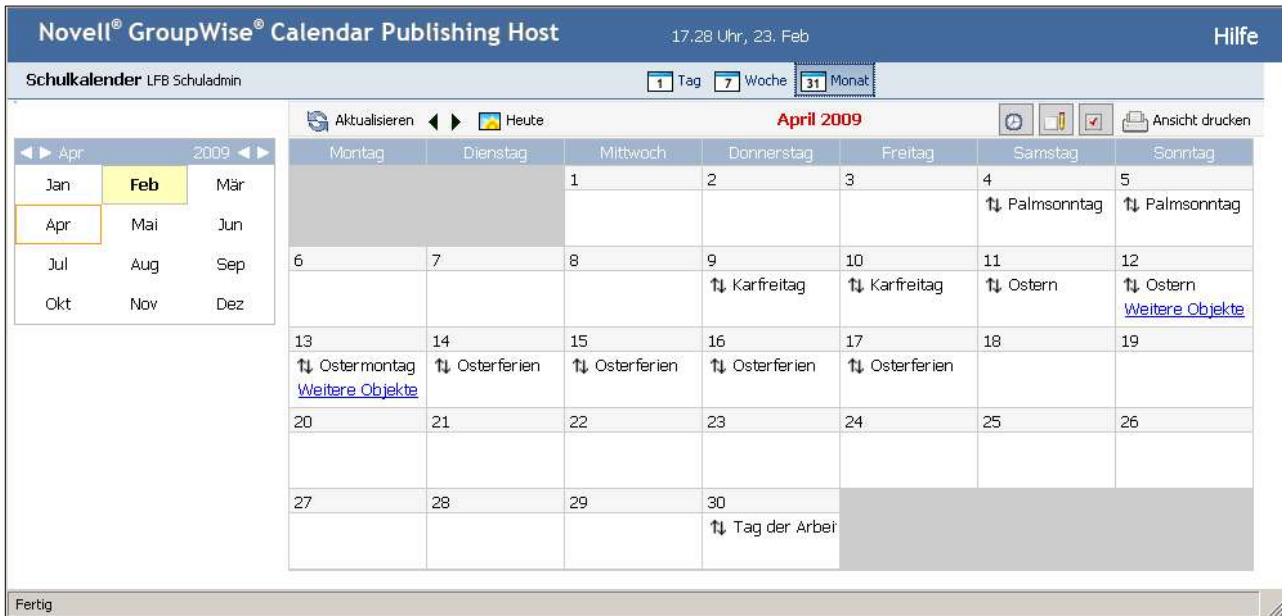 Novell® GroupWise® Calendar Publishing Host 17.28 Uhr, 23. Feb Hilfe
Schulkalender LFB Schuladmin 1 Tag 7 Woche 31 Monat
Aktualisieren Heute April 2009 Ansicht drucken
Apr 2009
Jan Feb Mär
Apr Mai Jun
Jul Aug Sep
Okt Nov Dez
Montag Dienstag Mittwoch Donnerstag Freitag Samstag Sonntag
1 2 3 4 5
Palmsonntag Palmsonntag
6 7 8 9 10 11 12
Karfreitag Karfreitag Ostern Ostern
Weitere Objekte
13 14 15 16 17 18 19
Ostermontag Osterferien Osterferien Osterferien Osterferien
Weitere Objekte
20 21 22 23 24 25 26
27 28 29 30
Tag der Arbeit
Fertig